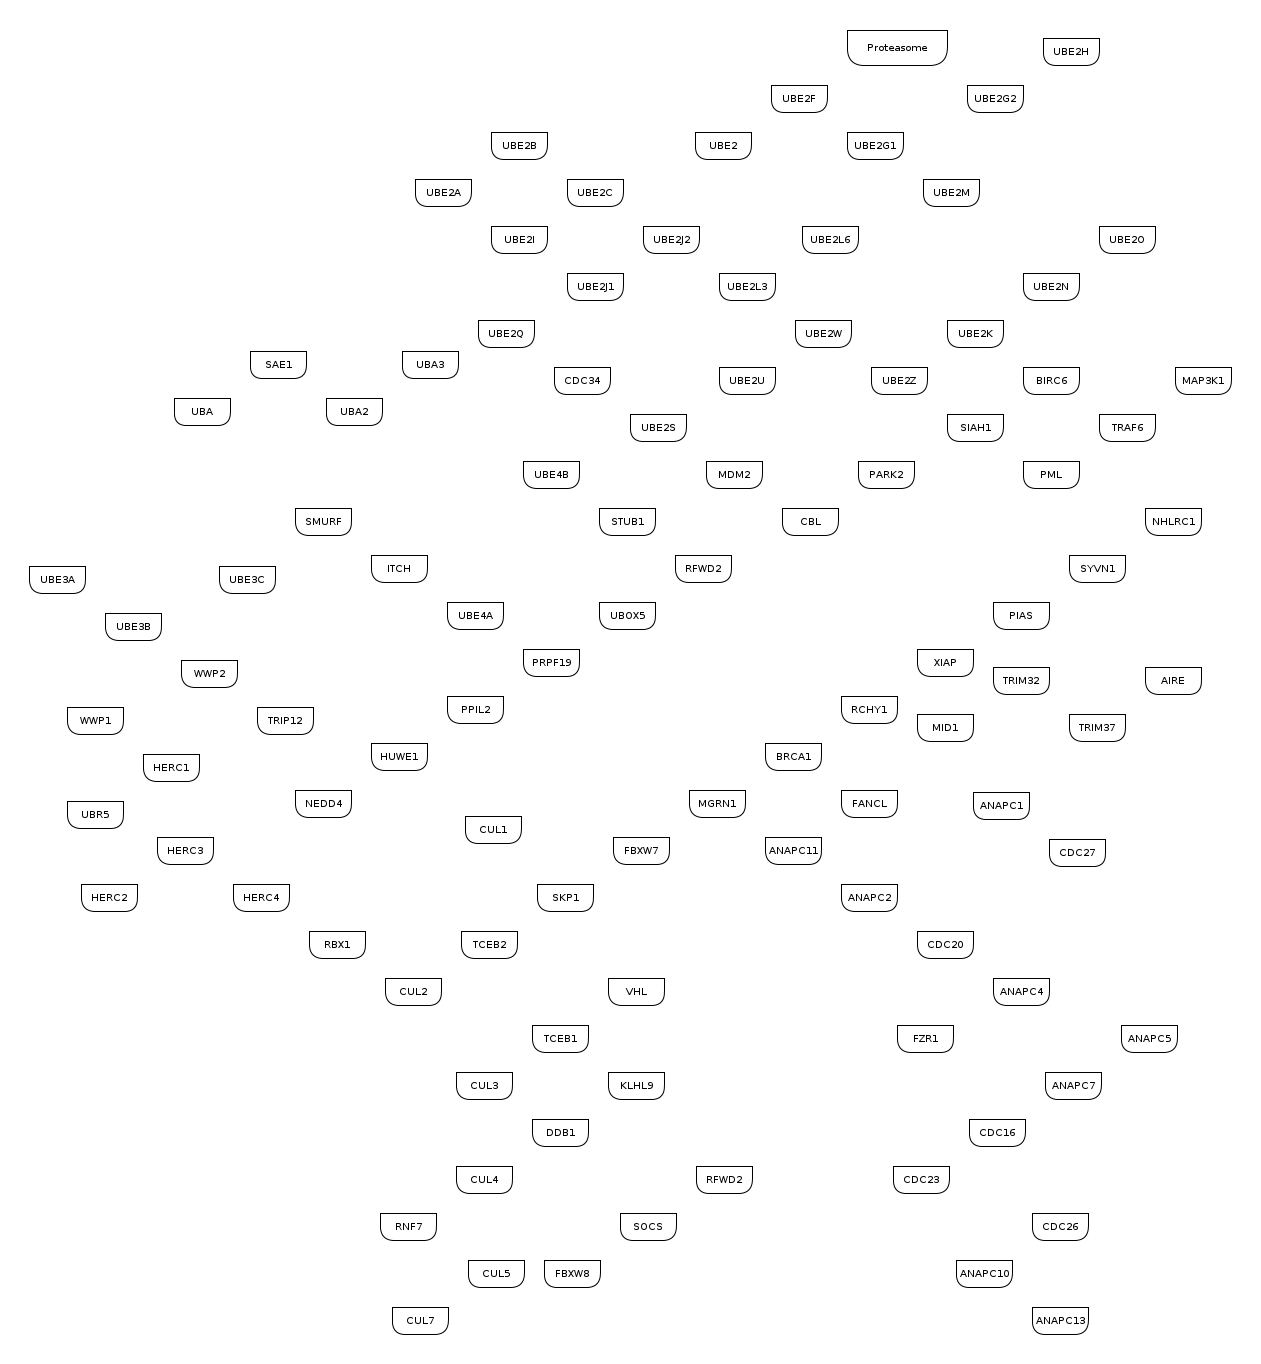 Proteasome
UBE2H
UBE2F
UBE2G2
UBE2B
UBE2
UBE2G1
UBE2A
UBE2C
UBE2M
UBE2I
UBE2J2
UBE2L6
UBE2O
UBE2J1
UBE2L3
UBE2N
UBE2Q
UBE2W
UBE2K
SAE1
UBA3
CDC34
UBE2U
UBE2Z
BIRC6
MAP3K1
UBA
UBA2
UBE2S
SIAH1
TRAF6
UBE4B
MDM2
PARK2
PML
SMURF
STUB1
CBL
NHLRC1
ITCH
RFWD2
SYVN1
UBE3A
UBE3C
UBE4A
UBOX5
PIAS
UBE3B
PRPF19
XIAP
WWP2
TRIM32
AIRE
PPIL2
RCHY1
WWP1
TRIP12
MID1
TRIM37
HUWE1
BRCA1
HERC1
NEDD4
MGRN1
FANCL
ANAPC1
UBR5
CUL1
HERC3
FBXW7
ANAPC11
CDC27
HERC2
HERC4
SKP1
ANAPC2
RBX1
TCEB2
CDC20
CUL2
VHL
ANAPC4
TCEB1
FZR1
ANAPC5
CUL3
KLHL9
ANAPC7
DDB1
CDC16
CUL4
RFWD2
CDC23
RNF7
SOCS
CDC26
CUL5
FBXW8
ANAPC10
CUL7
ANAPC13